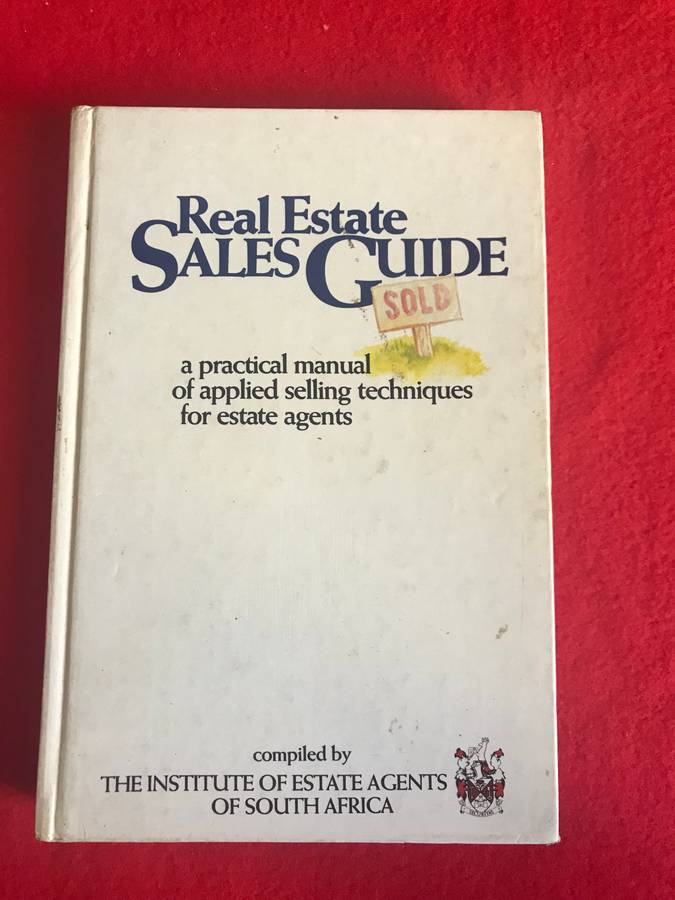 Real Estate
SALES GUIDE
SOLD
a practical manual
of applied selling techniques
for estate agents
compiled by
THE INSTITUTE OF ESTATE AGENTS
OF SOUTH AFRICA